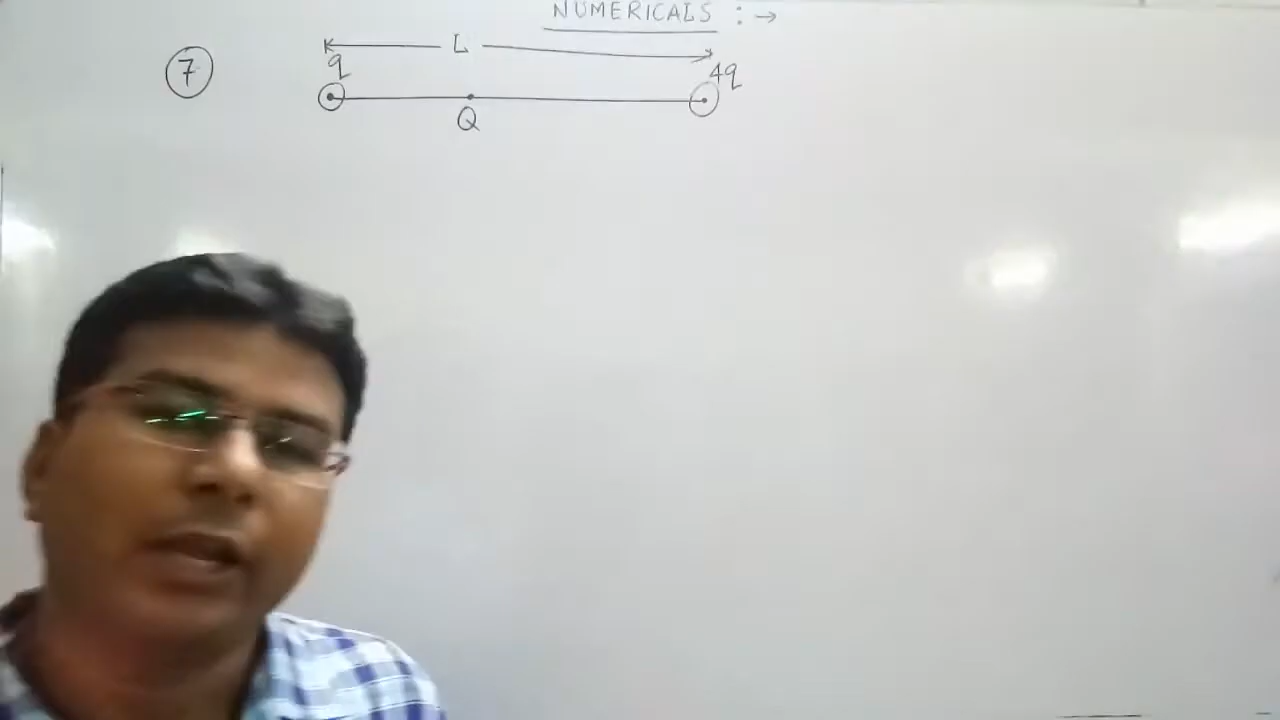 NUMERICALS : →
7
L
q
4q
Q